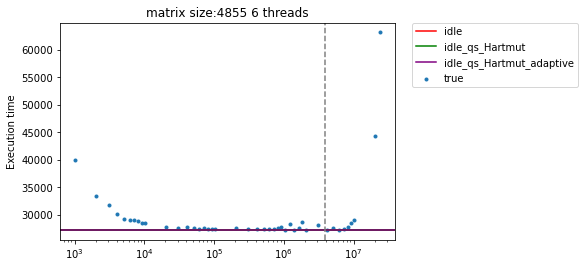 matrix size:4855 6 threads
Execution time
60000
55000
50000
45000
40000
35000
30000
10³
10⁴
10⁵
10⁶
10⁷
idle
idle_qs_Hartmut
idle_qs_Hartmut_adaptive
true